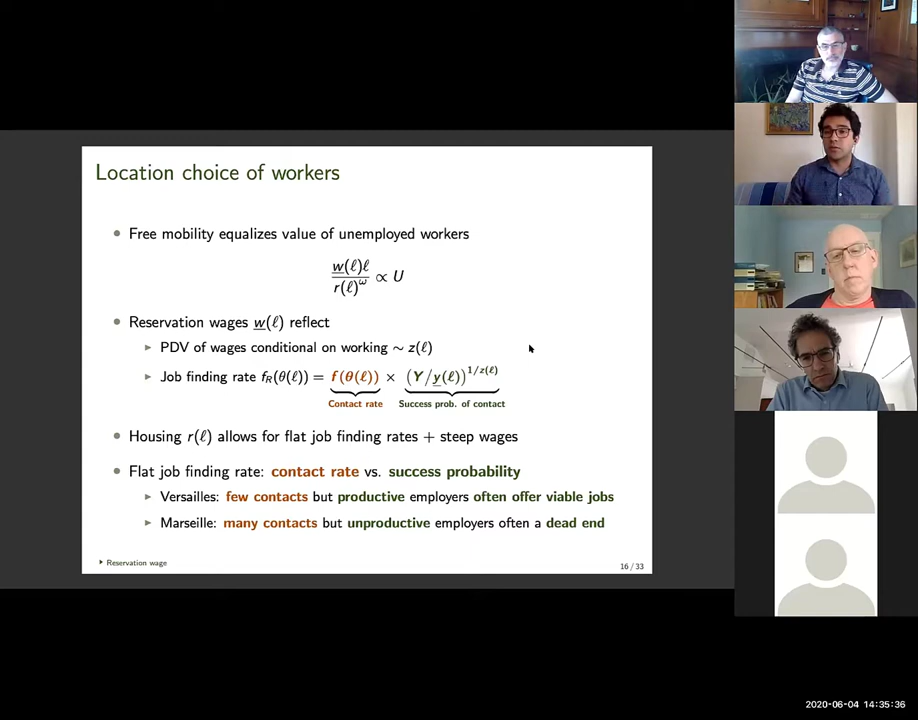 Location choice of workers
Free mobility equalizes value of unemployed workers
w(ℓ)ℓ / r(ℓ)^ω ∝ U
Reservation wages w(ℓ) reflect
PDV of wages conditional on working ∼ z(ℓ)
Job finding rate f_R(θ(ℓ)) = f(θ(ℓ)) × (Y/y(ℓ))^{1/z(ℓ)}
Contact rate Success prob. of contact
Housing r(ℓ) allows for flat job finding rates + steep wages
Flat job finding rate: contact rate vs. success probability
Versailles: few contacts but productive employers often offer viable jobs
Marseille: many contacts but unproductive employers often a dead end
Reservation wage
16 / 33
2020-06-04 14:35:36